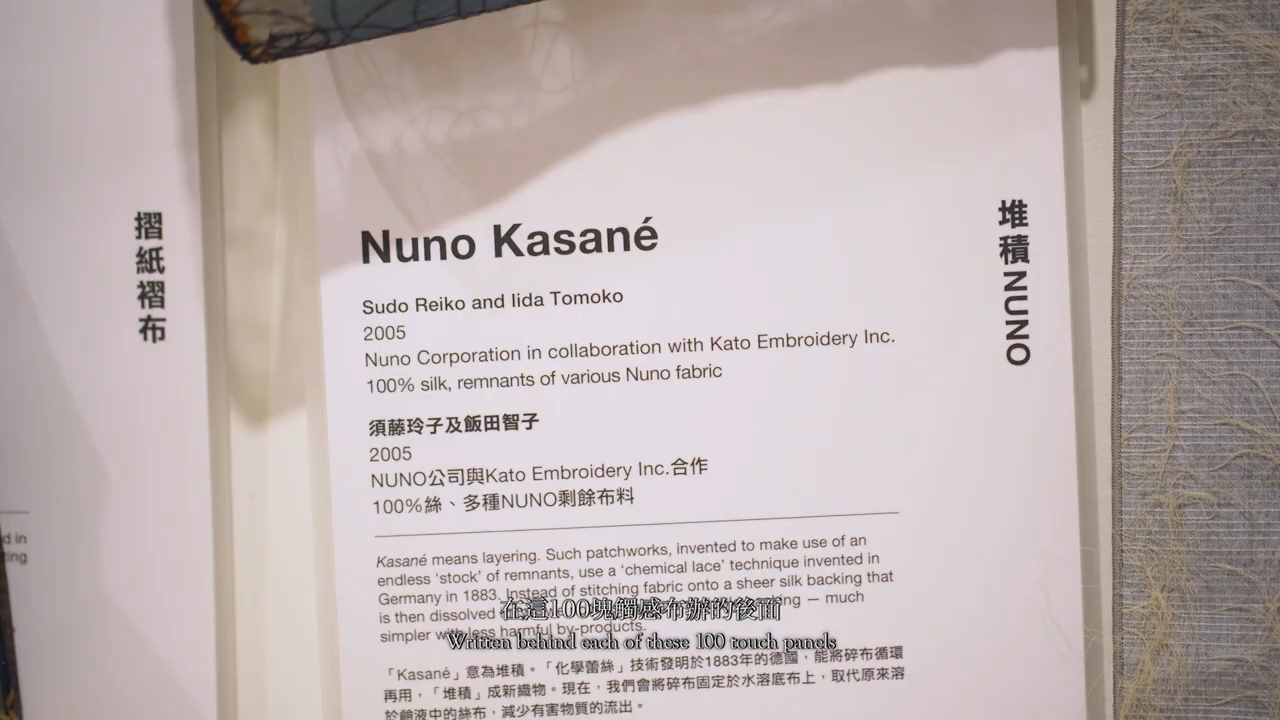 摺紙褶布
d in
ting
堆積NUNO
Nuno Kasané
Sudo Reiko and Iida Tomoko
2005
Nuno Corporation in collaboration with Kato Embroidery Inc.
100% silk, remnants of various Nuno fabric
須藤玲子及飯田智子
2005
NUNO公司與Kato Embroidery Inc.合作
100%絲、多種NUNO剩餘布料
Kasané means layering. Such patchworks, invented to make use of an
endless ‘stock’ of remnants, use a ‘chemical lace’ technique invented in
Germany in 1883. Instead of stitching fabric onto a sheer silk backing that
is then dissolved — much
simpler with less harmful by-products.
在這100塊觸感布辦的後面
Written behind each of these 100 touch panels
「Kasané」意為堆積。「化學蕾絲」技術發明於1883年的德國，能將碎布循環
再用，「堆積」成新織物。現在，我們會將碎布固定於水溶底布上，取代原來溶
於鹼液中的絲布，減少有害物質的流出。